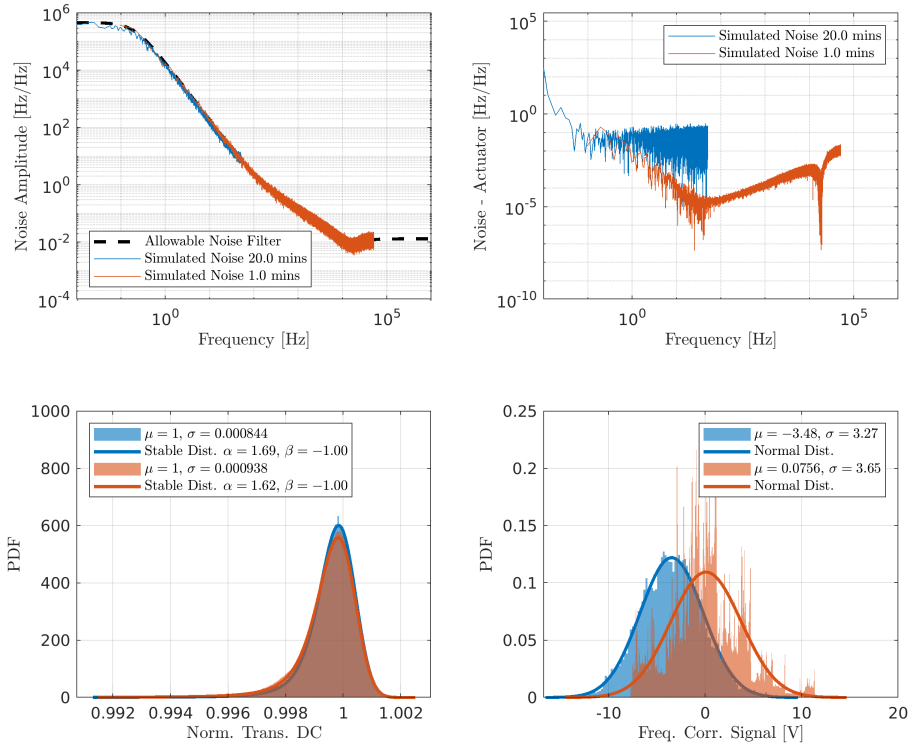 10^6
10^4
10^2
10^0
10^-2
10^-4
Noise Amplitude [Hz/Hz]
Allowable Noise Filter
Simulated Noise 20.0 mins
Simulated Noise 1.0 mins
10^0
10^5
Frequency [Hz]
10^5
10^0
10^-5
10^-10
Noise - Actuator [Hz/Hz]
Simulated Noise 20.0 mins
Simulated Noise 1.0 mins
10^0
10^5
Frequency [Hz]
1000
800
600
400
200
0
PDF
μ = 1, σ = 0.000844
Stable Dist. α = 1.69, β = −1.00
μ = 1, σ = 0.000938
Stable Dist. α = 1.62, β = −1.00
0.992
0.994
0.996
0.998
1
1.002
Norm. Trans. DC
0.25
0.2
0.15
0.1
0.05
0
PDF
μ = −3.48, σ = 3.27
Normal Dist.
μ = 0.0756, σ = 3.65
Normal Dist.
-10
0
10
20
Freq. Corr. Signal [V]